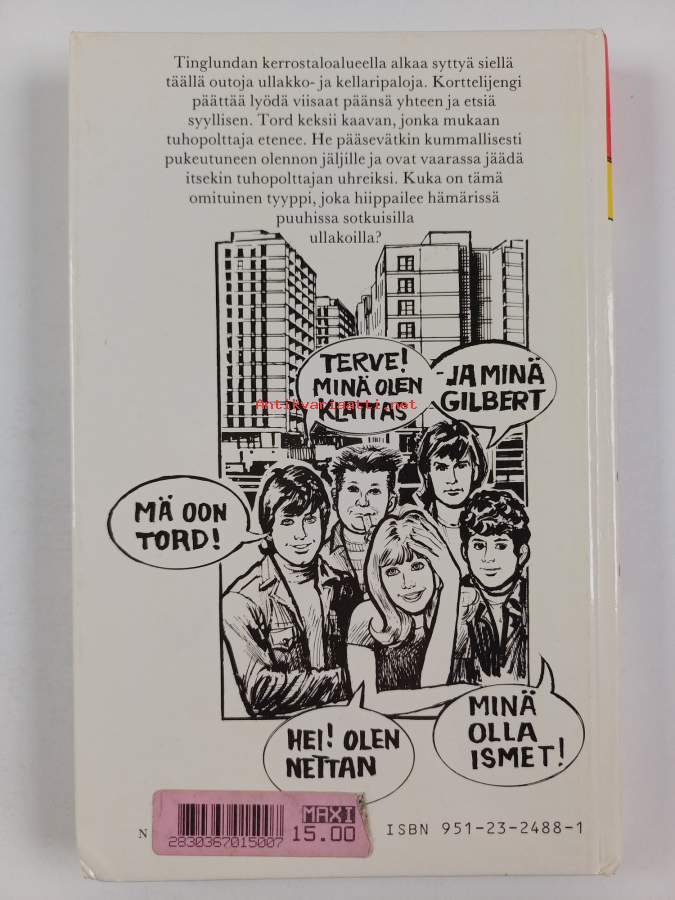 Tinglundan kerrostaloalueella alkaa syttyä siellä
täällä outoja ullakko- ja kellaripaloja. Korttelijengi
päättää lyödä viisaat päänsä yhteen ja etsiä
syyllisen. Tord keksii kaavan, jonka mukaan
tuhopolttaja etenee. He pääsevätkin kummallisesti
pukeutuneen olennon jäljille ja ovat vaarassa jäädä
itsekin tuhopolttajan uhreiksi. Kuka on tämä
omituinen tyyppi, joka hiippailee hämärissä
puuhissa sotkuisilla
ullakoilla?
TERVE!
MINÄ OLEN
KLATTAS
-JA MINÄ
GILBERT
Antikvariaatti.net
MÄ OON
TORD!
HEI! OLEN
NETTAN
MINÄ
OLLA
ISMET!
N
MAXI
15.00
2830367015007
ISBN 951-23-2488-1